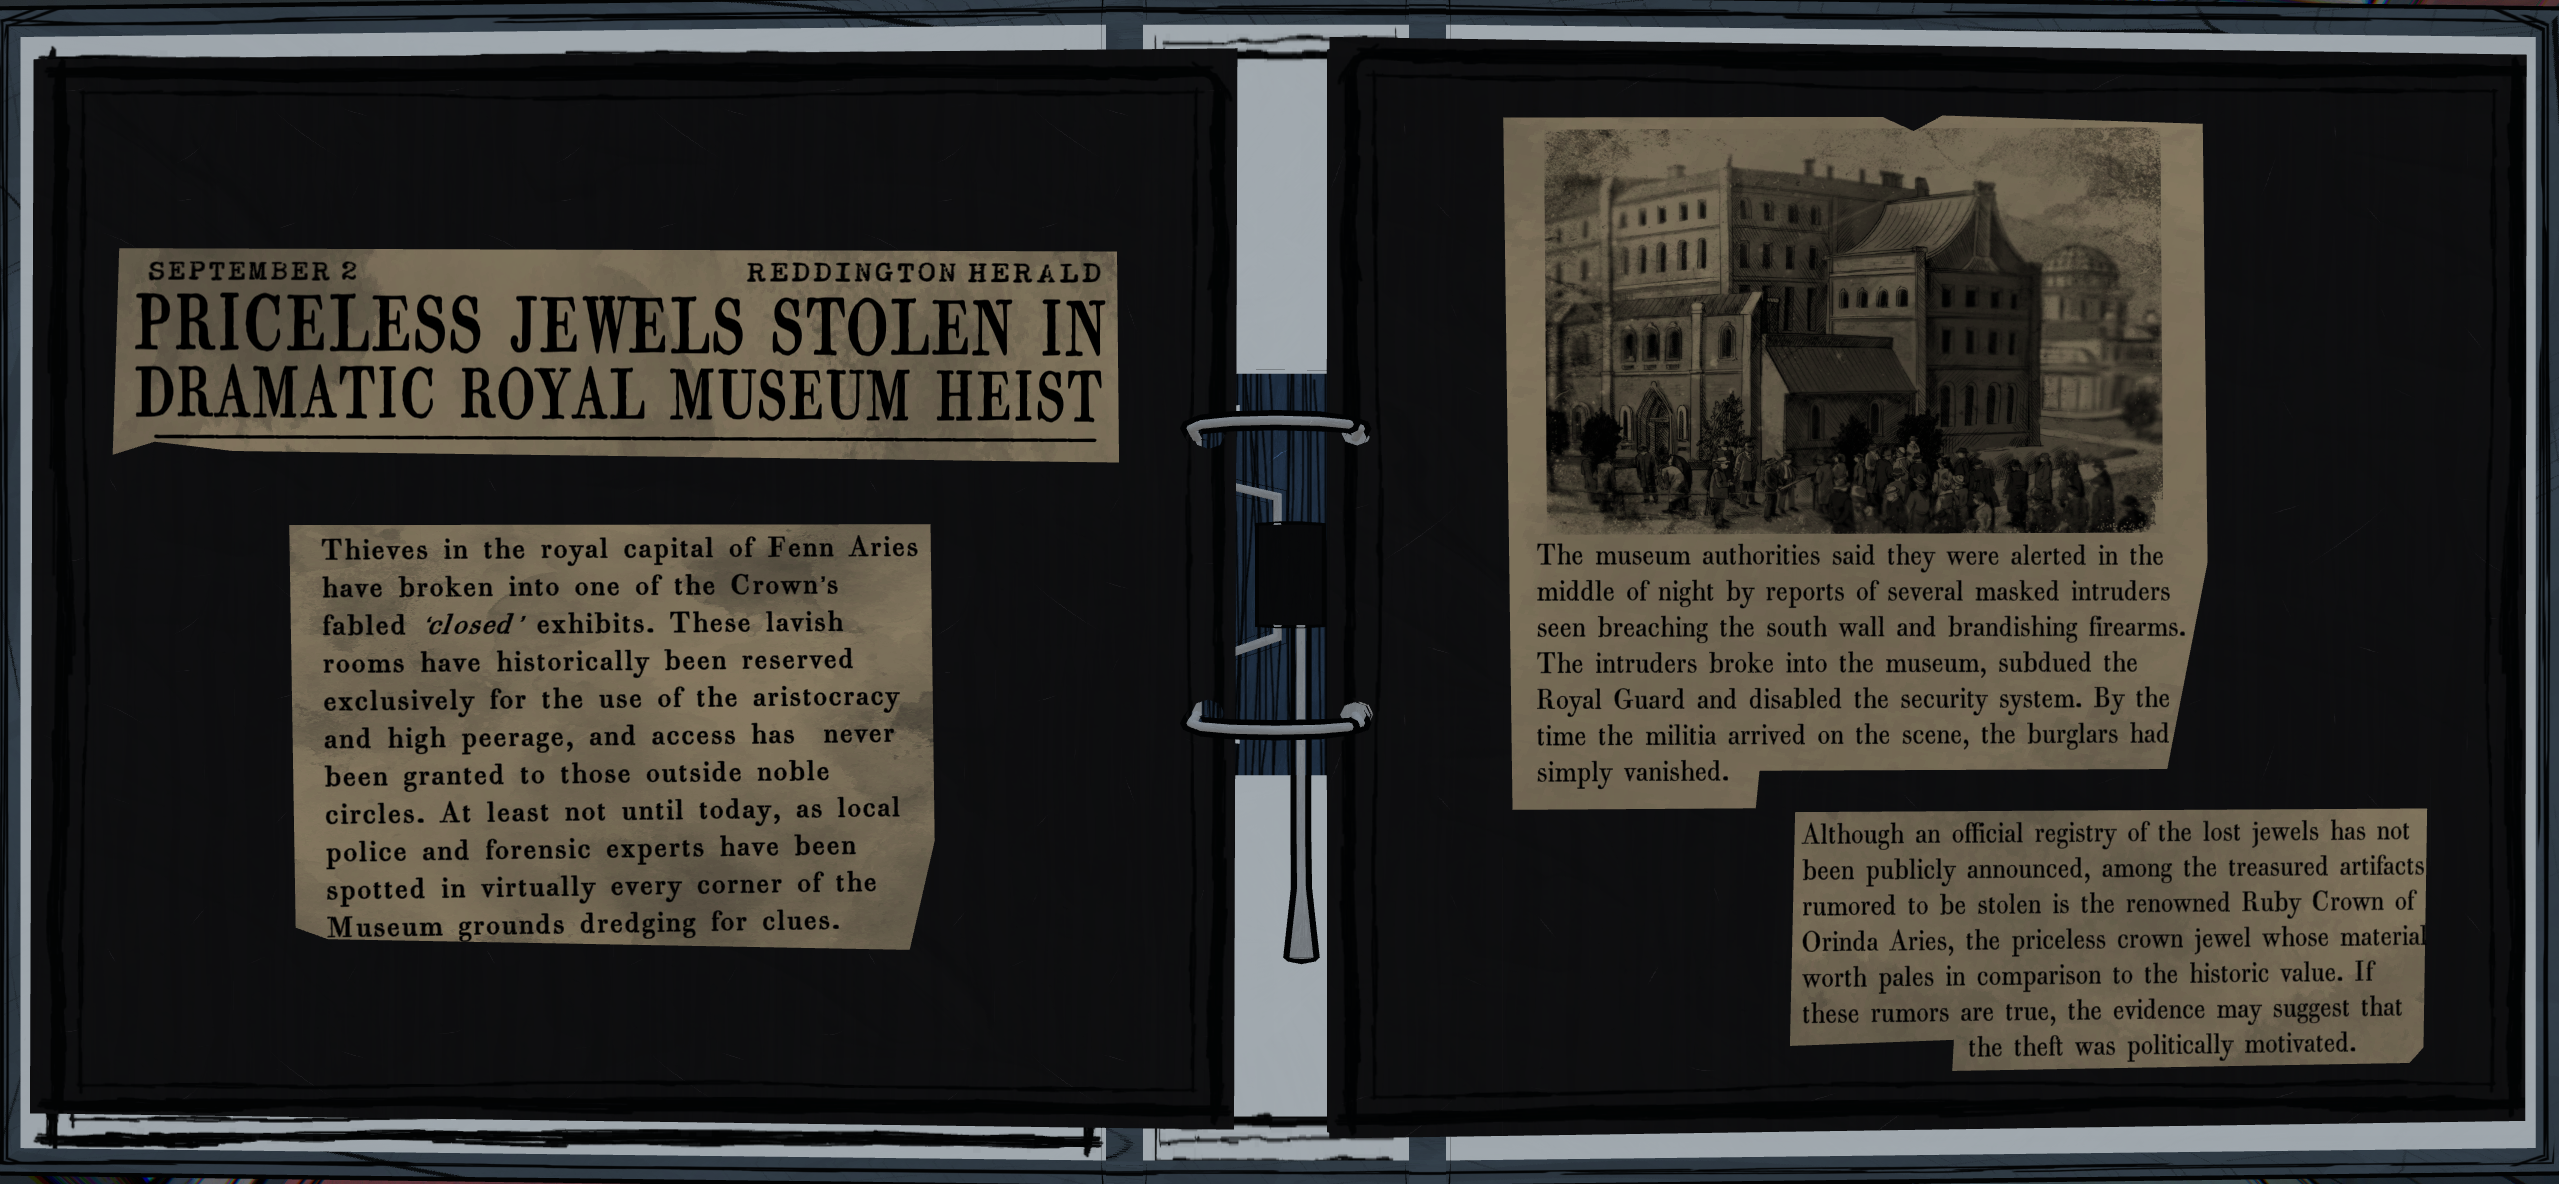 SEPTEMBER 2
REDDINGTON HERALD
PRICELESS JEWELS STOLEN IN
DRAMATIC ROYAL MUSEUM HEIST
Thieves in the royal capital of Fenn Aries
have broken into one of the Crown's
fabled 'closed' exhibits. These lavish
rooms have historically been reserved
exclusively for the use of the aristocracy
and high peerage, and access has never
been granted to those outside noble
circles. At least not until today, as local
police and forensic experts have been
spotted in virtually every corner of the
Museum grounds dredging for clues.
The museum authorities said they were alerted in the
middle of night by reports of several masked intruders
seen breaching the south wall and brandishing firearms.
The intruders broke into the museum, subdued the
Royal Guard and disabled the security system. By the
time the militia arrived on the scene, the burglars had
simply vanished.
Although an official registry of the lost jewels has not
been publicly announced, among the treasured artifacts
rumored to be stolen is the renowned Ruby Crown of
Orinda Aries, the priceless crown jewel whose material
worth pales in comparison to the historic value. If
these rumors are true, the evidence may suggest that
the theft was politically motivated.